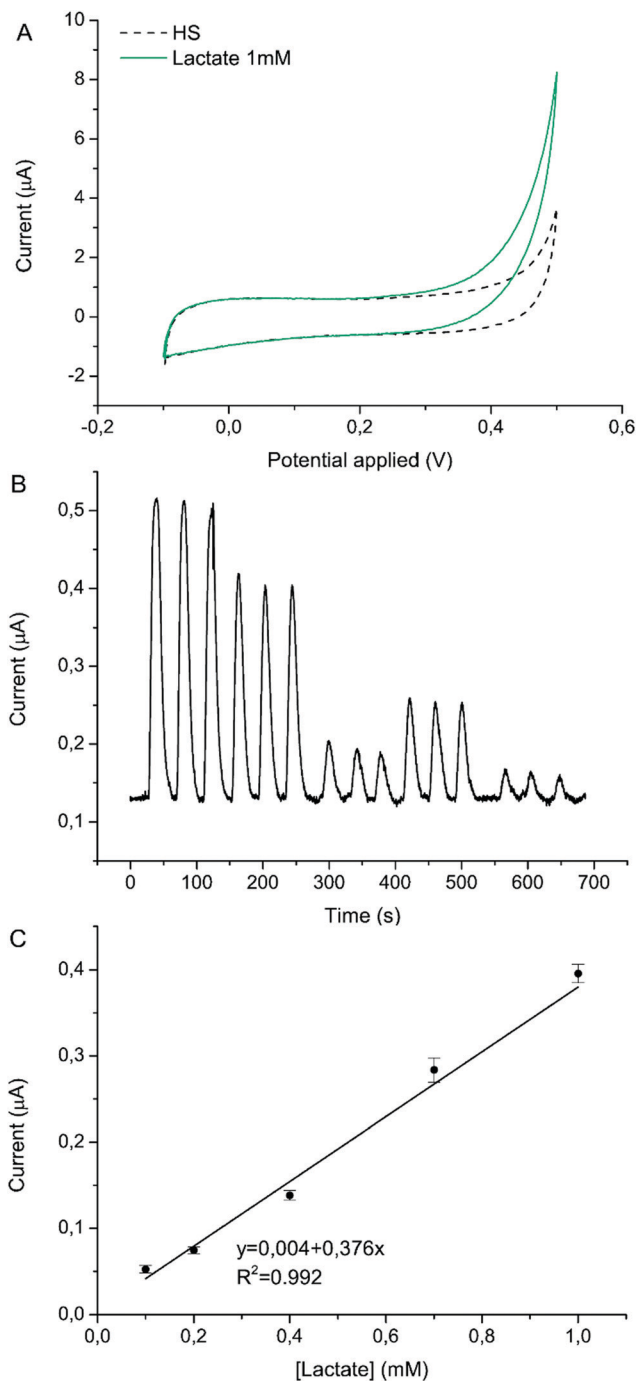 A
HS
Lactate 1mM
10
8
6
4
2
0
-2
Current (μA)
-0,2 0,0 0,2 0,4 0,6
Potential applied (V)
B
0,5
0,4
0,3
0,2
0,1
Current (μA)
0 100 200 300 400 500 600 700 800
Time (s)
C
0,4
0,3
0,2
0,1
0,0
Current (μA)
y=0,004+0,376x
R²=0.992
0,0 0,2 0,4 0,6 0,8 1,0
[Lactate] (mM)